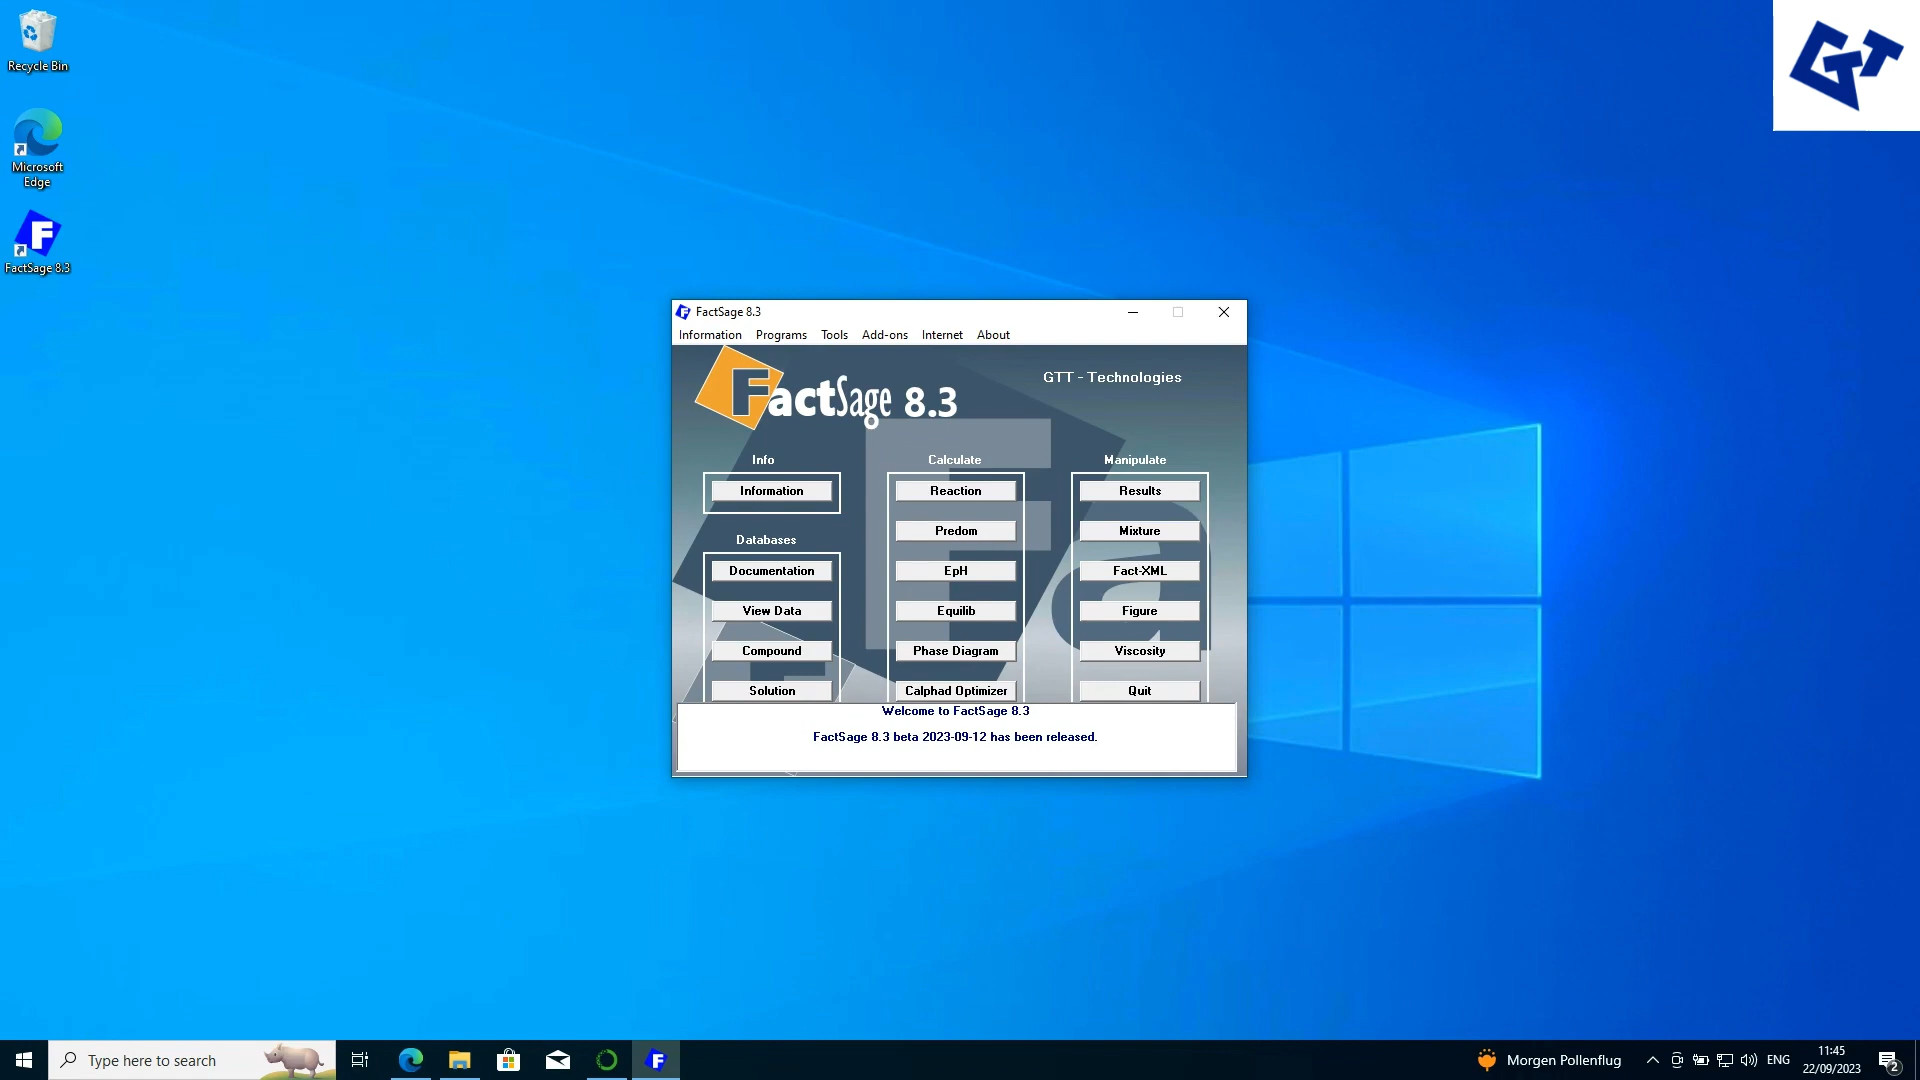 Recycle Bin
Microsoft
Edge
FactSage 8.3
GTT
FactSage 8.3
Information Programs Tools Add-ons Internet About
FactSage 8.3
GTT - Technologies
Info
Information
Databases
Documentation
View Data
Compound
Solution
Calculate
Reaction
Predom
EpH
Equilib
Phase Diagram
Calphad Optimizer
Manipulate
Results
Mixture
Fact-XML
Figure
Viscosity
Quit
Welcome to FactSage 8.3
FactSage 8.3 beta 2023-09-12 has been released.
Type here to search
Morgen Pollenflug
ENG
11:45
22/09/2023
2